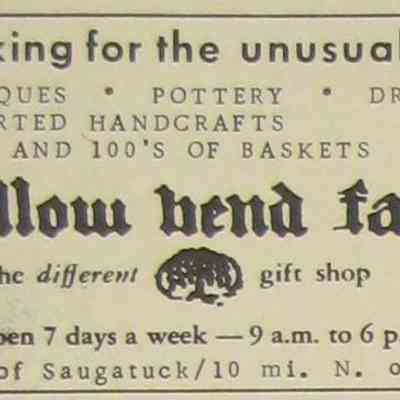 king for the unusual
QUES • POTTERY • DR
RTED HANDCRAFTS
AND 100'S OF BASKETS
llow bend fa
he different gift shop
pen 7 days a week — 9 a.m. to 6 p.
of Saugatuck/10 mi. N. o